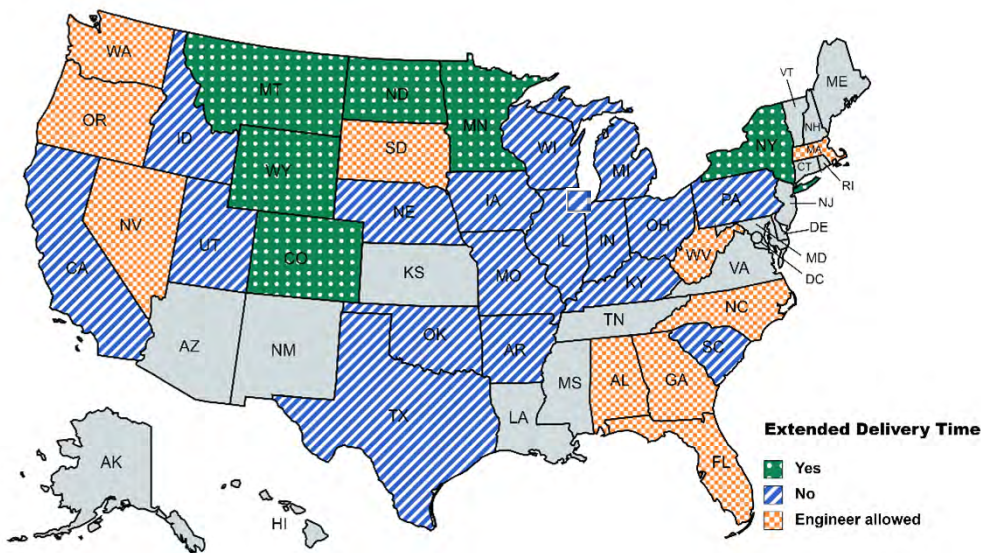 WA
MT
ND
MN
VT
ME
OR
ID
SD
WI
MI
NY
NH
MA
CT
RI
WY
NV
UT
NE
IA
PA
NJ
CA
CO
IL
IN
OH
DE
WV
MD
KS
MO
KY
VA
DC
AZ
NM
OK
AR
TN
NC
SC
TX
LA
MS
AL
GA
AK
HI
FL
Extended Delivery Time
Yes
No
Engineer allowed